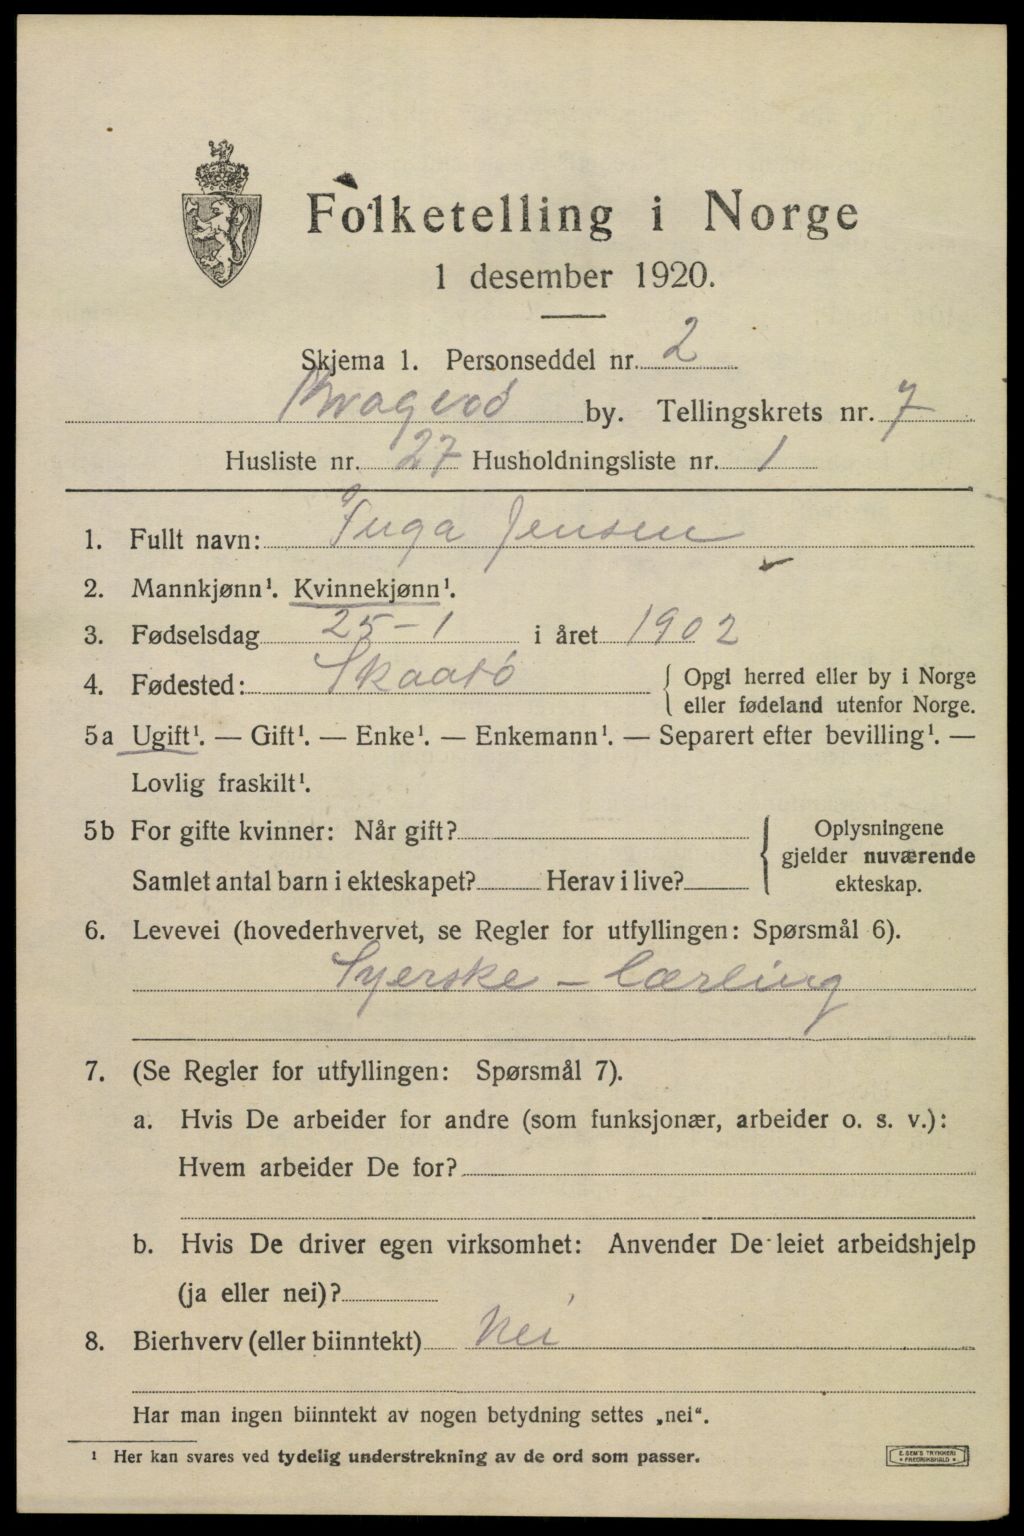 Folketelling i Norge
1 desember 1920.
Skjema 1. Personseddel nr. 2
Kragerö by. Tellingskrets nr. 7
Husliste nr. 27 Husholdningsliste nr. 1
1. Fullt navn: Inga Jensen
2. Mannkjønn¹. Kvinnekjønn¹.
3. Fødselsdag 25-1 i året 1902
4. Fødested: Skaatö { Opgi herred eller by i Norge
eller fødeland utenfor Norge.
5a Ugift¹. — Gift¹. — Enke¹. — Enkemann¹. — Separert efter bevilling¹. —
Lovlig fraskilt¹.
5b For gifte kvinner: Når gift? { Oplysningene
gjelder nuværende
Samlet antal barn i ekteskapet? Herav i live? ekteskap.
6. Levevei (hovederhvervet, se Regler for utfyllingen: Spørsmål 6).
Syerske - Lærling
7. (Se Regler for utfyllingen: Spørsmål 7).
a. Hvis De arbeider for andre (som funksjonær, arbeider o. s. v.):
Hvem arbeider De for?
b. Hvis De driver egen virksomhet: Anvender De leiet arbeidshjelp
(ja eller nei)?
8. Bierhverv (eller biinntekt) Nei
Har man ingen biinntekt av nogen betydning settes „nei“.
¹ Her kan svares ved tydelig understrekning av de ord som passer.
E. SEM'S TRYKKERI
• FREDRIKSHALD •